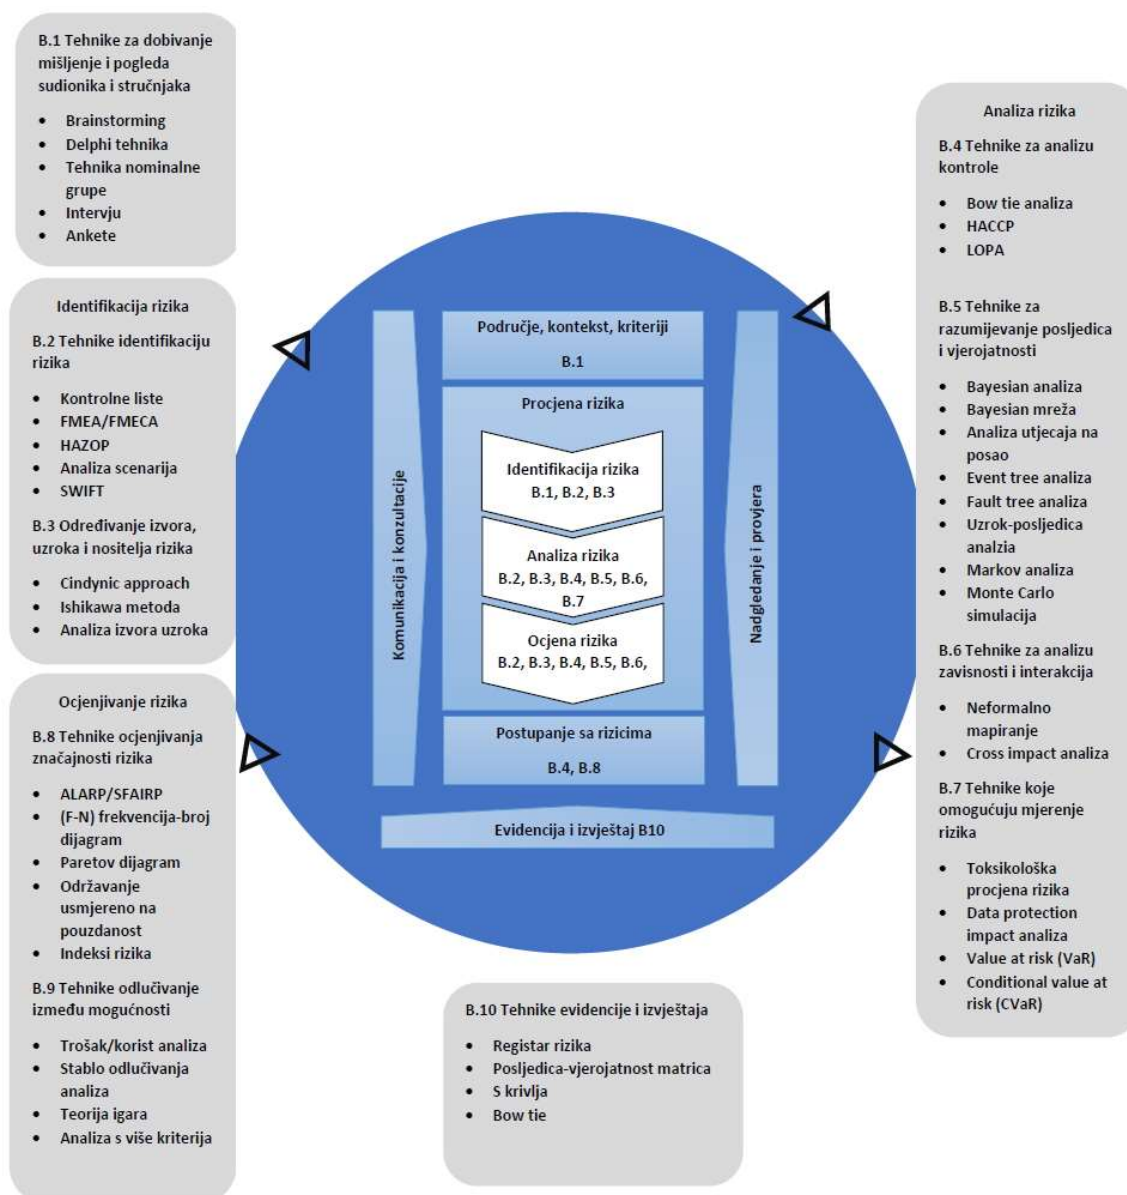 B.1 Tehnike za dobivanje
mišljenje i pogleda
sudionika i stručnjaka
• Brainstorming
• Delphi tehnika
• Tehnika nominalne
grupe
• Intervju
• Ankete
Identifikacija rizika
B.2 Tehnike identifikaciju
rizika
• Kontrolne liste
• FMEA/FMECA
• HAZOP
• Analiza scenarija
• SWIFT
B.3 Određivanje izvora,
uzroka i nositelja rizika
• Cindynic approach
• Ishikawa metoda
• Analiza izvora uzroka
Ocjenjivanje rizika
B.8 Tehnike ocjenjivanja
značajnosti rizika
• ALARP/SFAIRP
• (F-N) frekvencija-broj
dijagram
• Paretov dijagram
• Održavanje
usmjereno na
pouzdanost
• Indeksi rizika
B.9 Tehnike odlučivanje
između mogućnosti
• Trošak/korist analiza
• Stablo odlučivanja
analiza
• Teorija igara
• Analiza s više kriterija
Komunikacija i konzultacije
Područje, kontekst, kriteriji
B.1
Procjena rizika
Identifikacija rizika
B.1, B.2, B.3
Analiza rizika
B.2, B.3, B.4, B.5, B.6,
B.7
Ocjena rizika
B.2, B.3, B.4, B.5, B.6,
Postupanje sa rizicima
B.4, B.8
Nadgledanje i provjera
Evidencija i izvještaj B10
B.10 Tehnike evidencije i izvještaja
• Registar rizika
• Posljedica-vjerojatnost matrica
• S krivlja
• Bow tie
Analiza rizika
B.4 Tehnike za analizu
kontrole
• Bow tie analiza
• HACCP
• LOPA
B.5 Tehnike za
razumijevanje posljedica
i vjerojatnosti
• Bayesian analiza
• Bayesian mreža
• Analiza utjecaja na
posao
• Event tree analiza
• Fault tree analiza
• Uzrok-posljedica
analzia
• Markov analiza
• Monte Carlo
simulacija
B.6 Tehnike za analizu
zavisnosti i interakcija
• Neformalno
mapiranje
• Cross impact analiza
B.7 Tehnike koje
omogućuju mjerenje
rizika
• Toksikološka
procjena rizika
• Data protection
impact analiza
• Value at risk (VaR)
• Conditional value at
risk (CVaR)